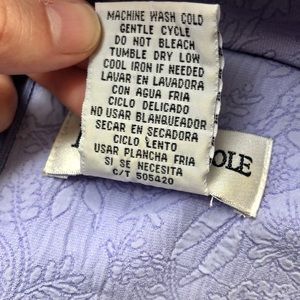 MACHINE WASH COLD
GENTLE CYCLE
DO NOT BLEACH
TUMBLE DRY LOW
COOL IRON IF NEEDED
LAVAR EN LAVADORA
CON AGUA FRIA
CICLO DELICADO
NO USAR BLANQUEADOR
SECAR EN SECADORA
CICLO LENTO
USAR PLANCHA FRIA
SI SE NECESITA
C/T 505420
OLE